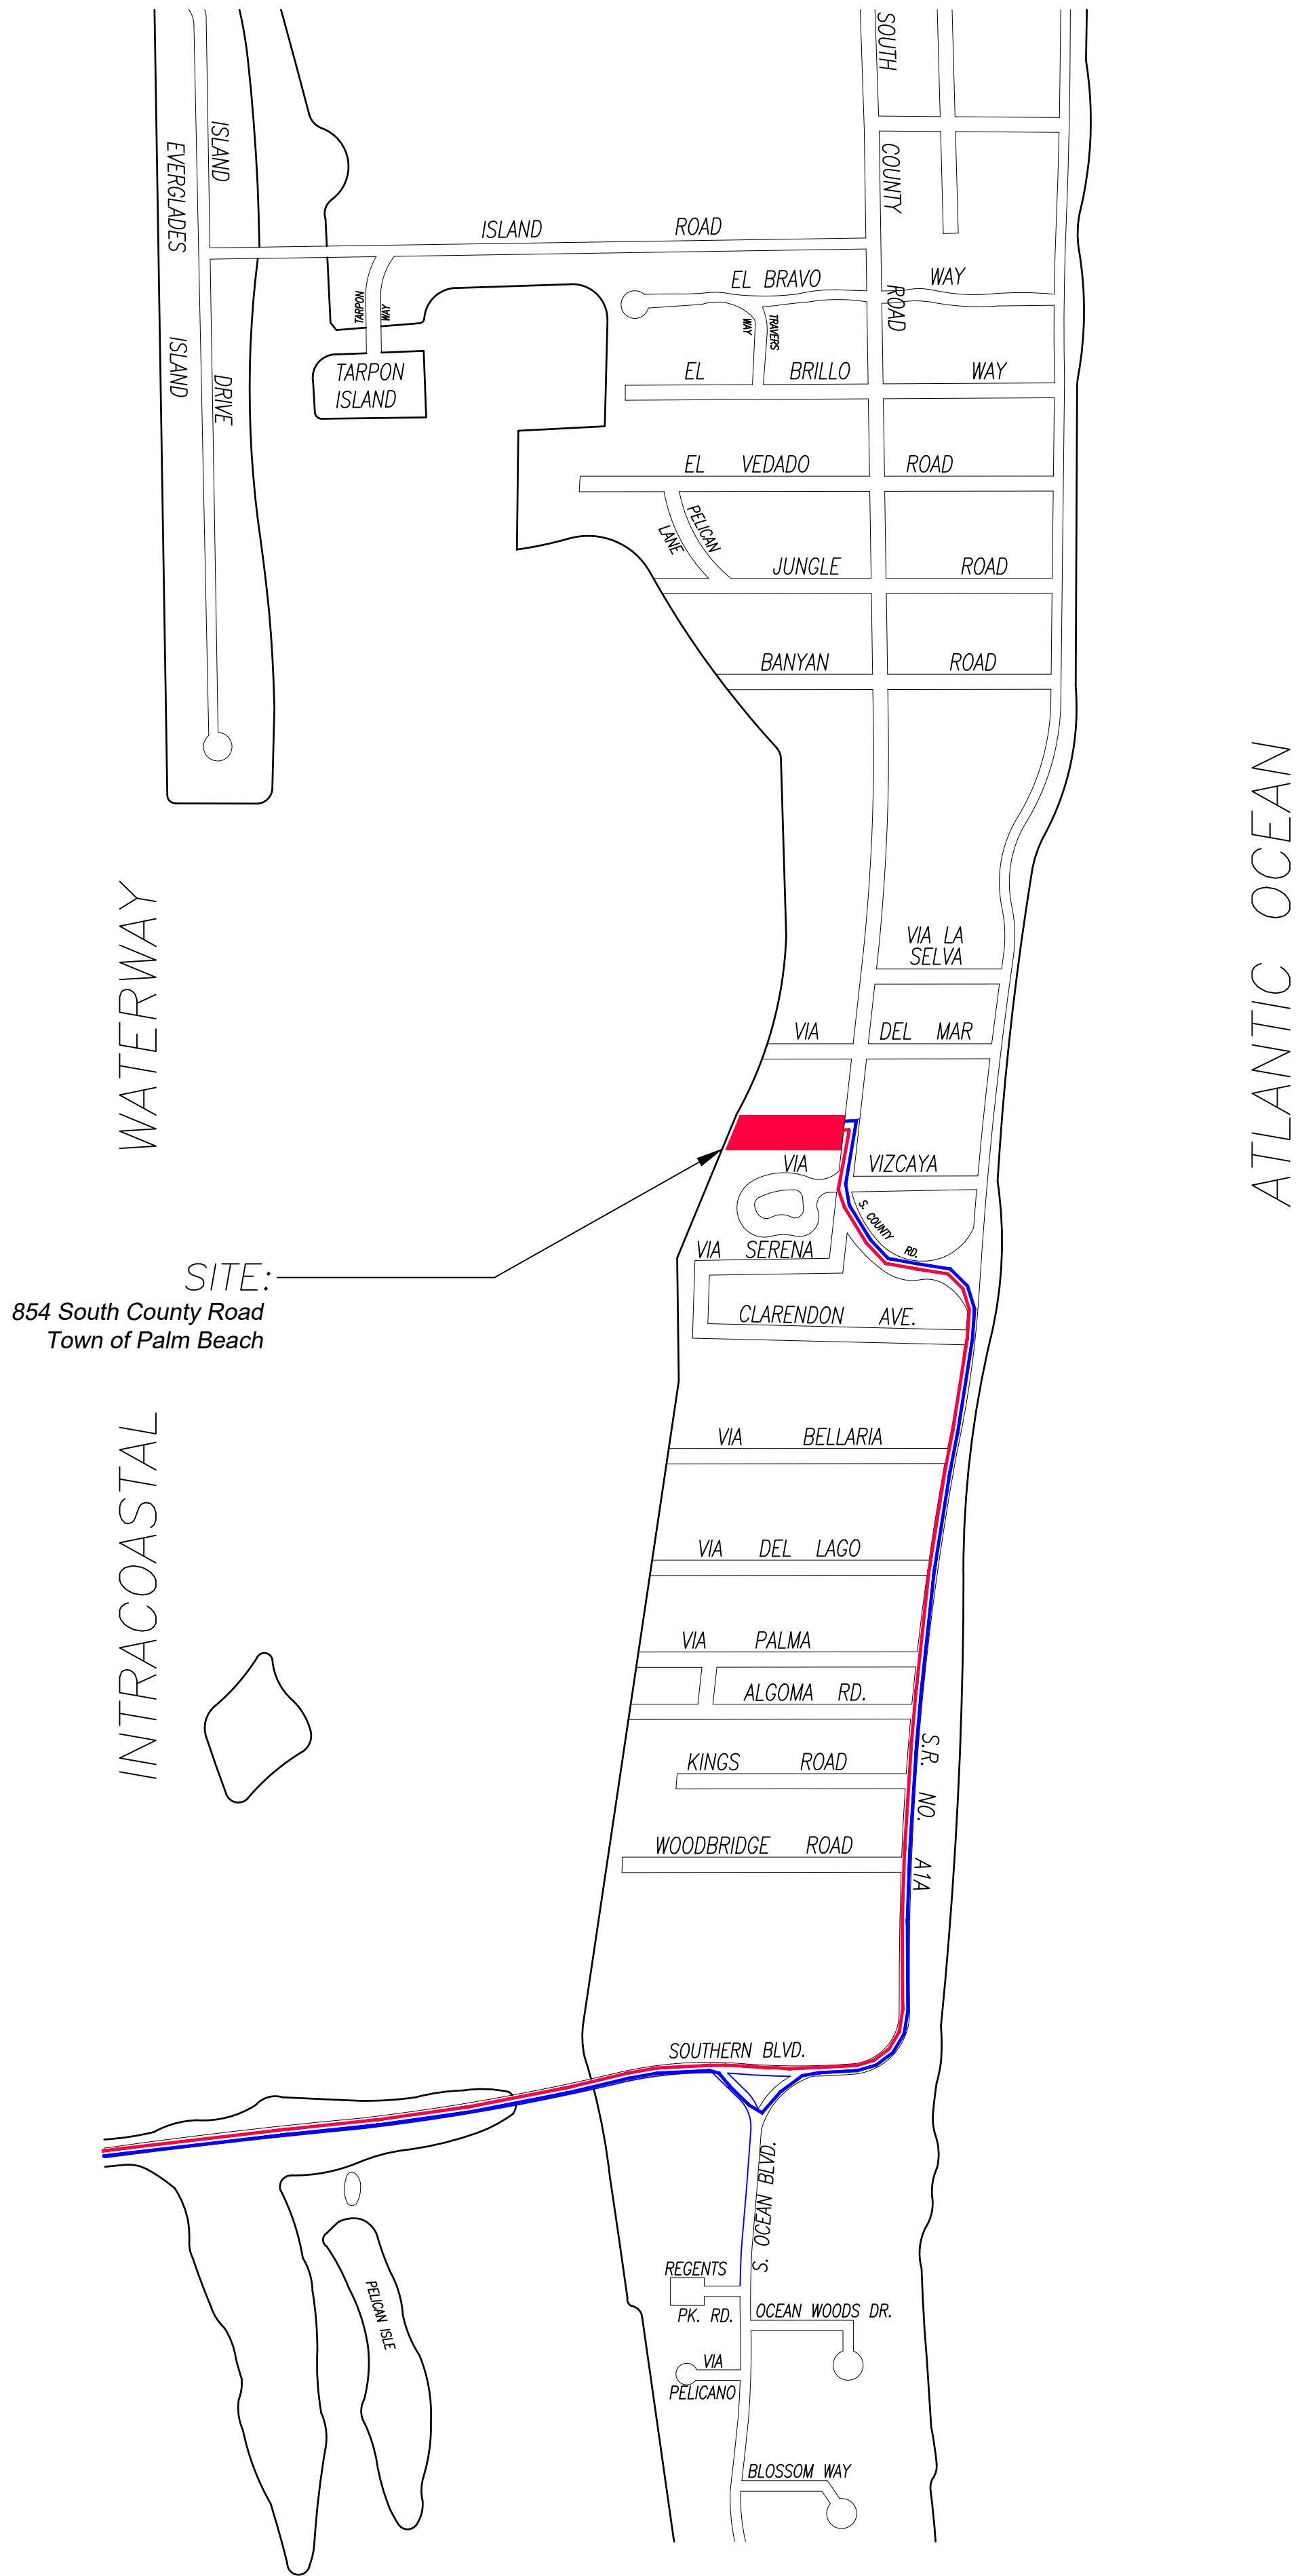 SOUTH
COUNTY
ROAD
ISLAND
DRIVE
EVERGLADES
ISLAND
ISLAND ROAD
TARPON
WAY
TARPON
ISLAND
EL BRAVO WAY
TRAVERS
WAY
EL BRILLO WAY
EL VEDADO ROAD
PELICAN
LANE
JUNGLE ROAD
BANYAN ROAD
ATLANTIC OCEAN
INTRACOASTAL WATERWAY
VIA LA
SELVA
VIA DEL MAR
VIA VIZCAYA
S. COUNTY RD.
VIA SERENA
SITE:
854 South County Road
Town of Palm Beach
CLARENDON AVE.
VIA BELLARIA
VIA DEL LAGO
VIA PALMA
ALGOMA RD.
KINGS ROAD
WOODBRIDGE ROAD
S.R. NO. A1A
SOUTHERN BLVD.
S. OCEAN BLVD.
REGENTS
PK. RD.
OCEAN WOODS DR.
PELICAN ISLE
VIA
PELICANO
BLOSSOM WAY